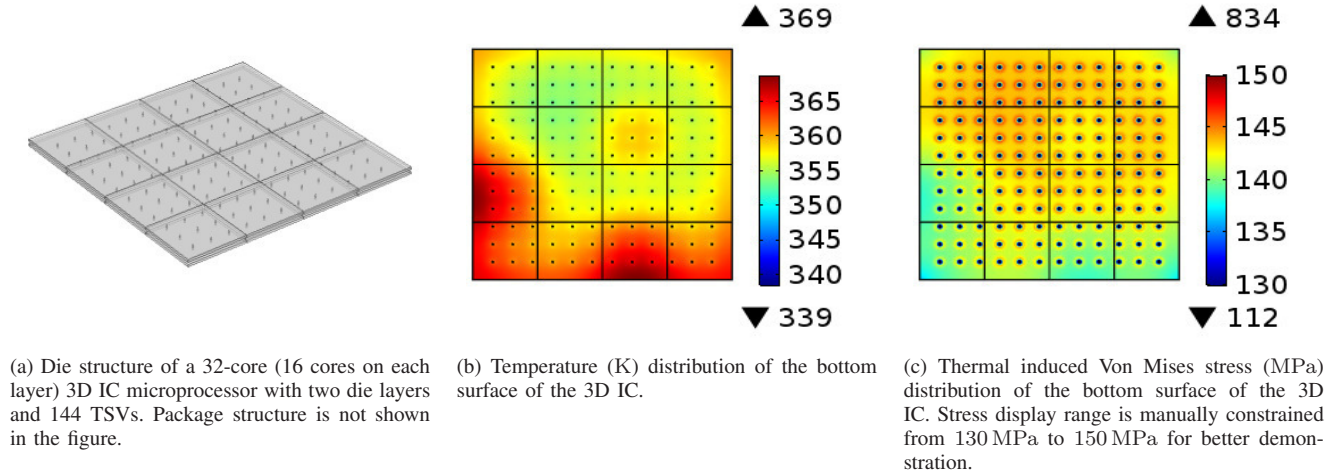 ▲ 369
365
360
355
350
345
340
▼ 339
▲ 834
150
145
140
135
130
▼ 112
(a) Die structure of a 32-core (16 cores on each
layer) 3D IC microprocessor with two die layers
and 144 TSVs. Package structure is not shown
in the figure.
(b) Temperature (K) distribution of the bottom
surface of the 3D IC.
(c) Thermal induced Von Mises stress (MPa)
distribution of the bottom surface of the 3D
IC. Stress display range is manually constrained
from 130 MPa to 150 MPa for better demon-
stration.